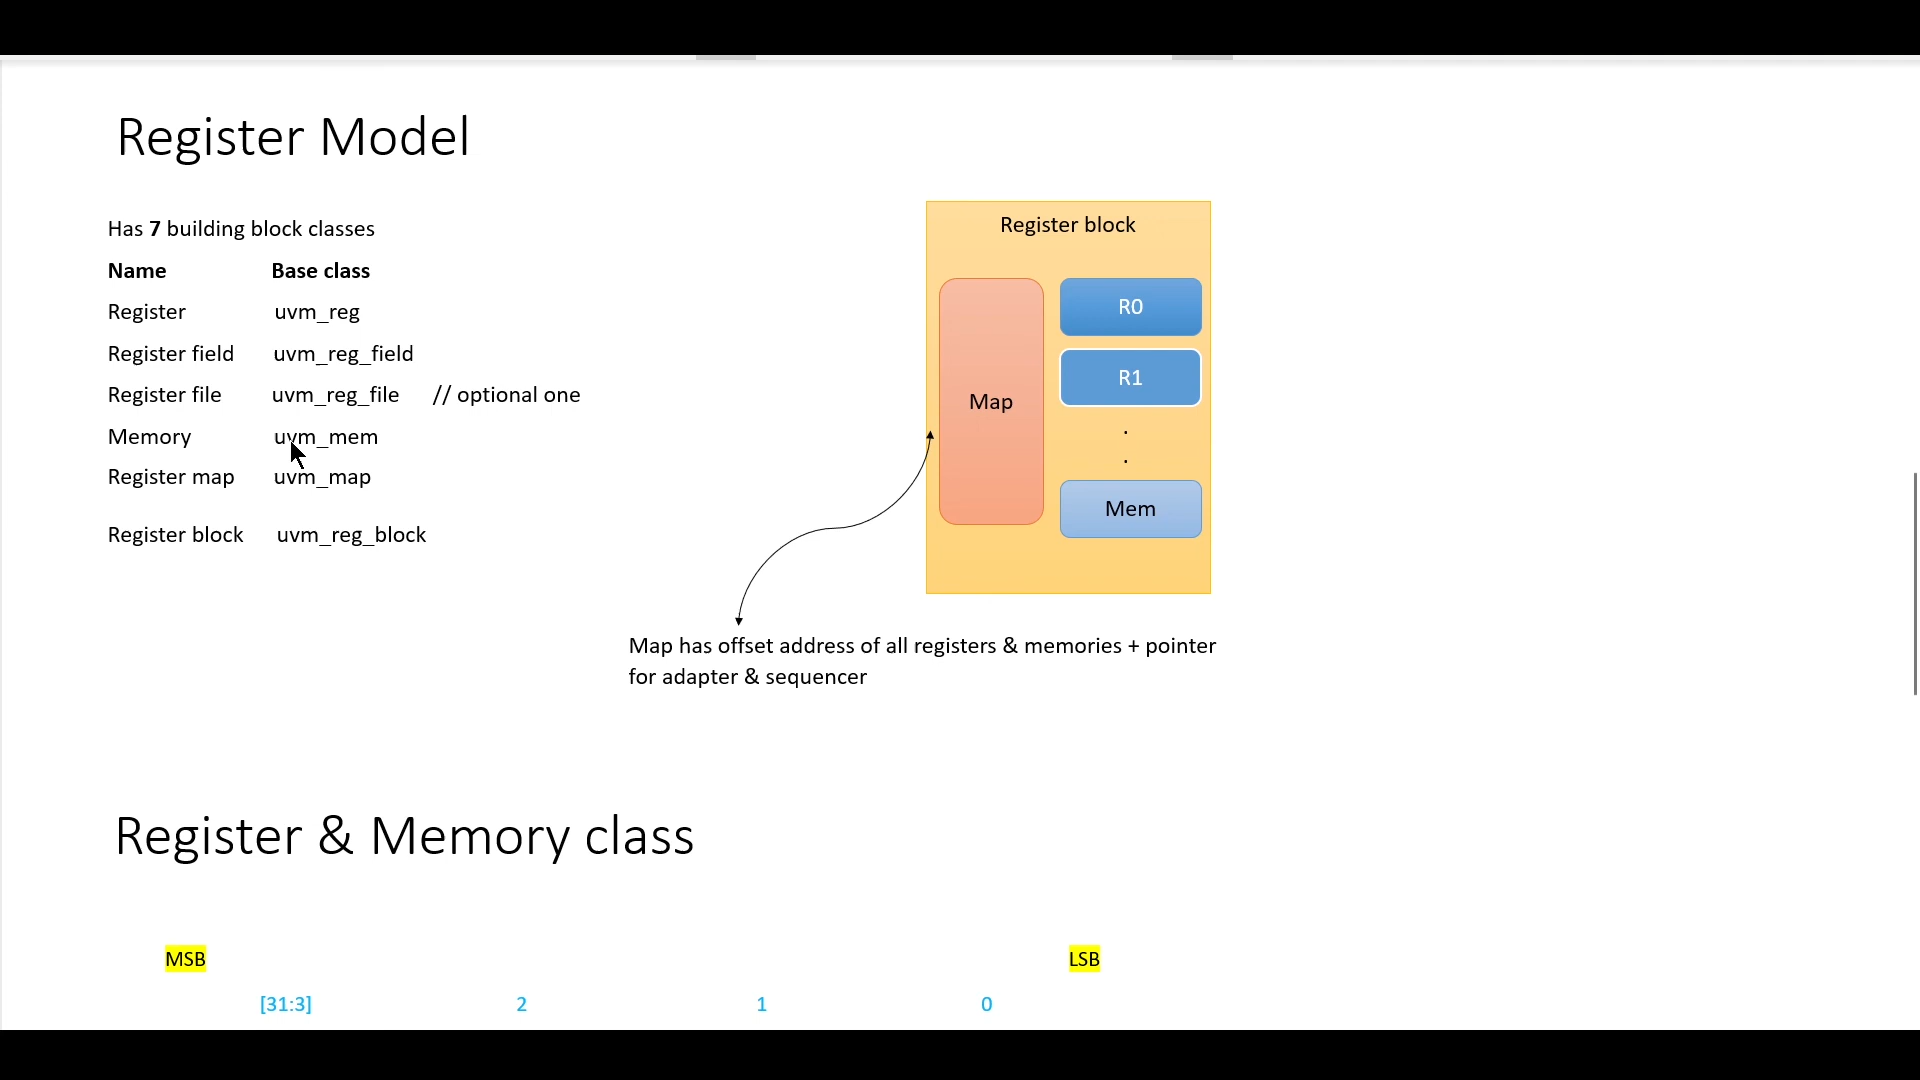 Register Model
Has 7 building block classes
Name Base class
Register uvm_reg
Register field uvm_reg_field
Register file uvm_reg_file // optional one
Memory uvm_mem
Register map uvm_map
Register block uvm_reg_block
Register block
Map
R0
R1
.
.
Mem
Map has offset address of all registers & memories + pointer
for adapter & sequencer
Register & Memory class
MSB LSB
[31:3] 2 1 0